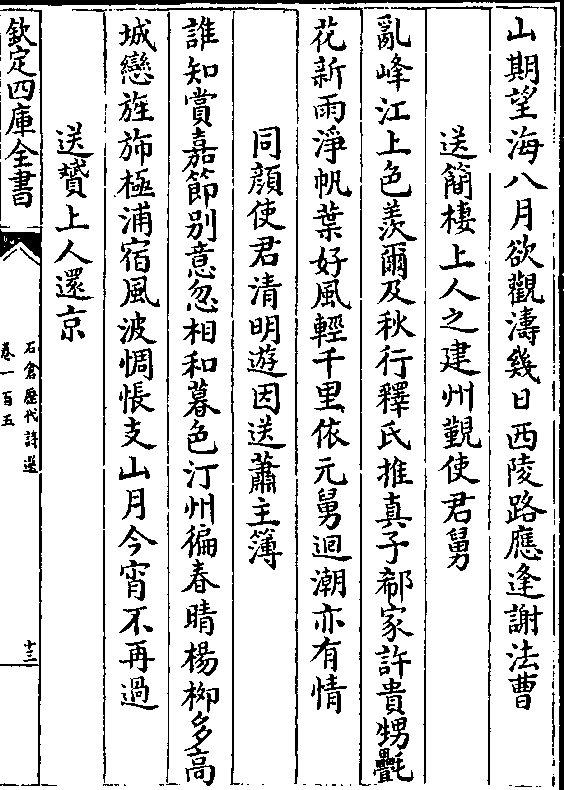 山期望海八月欲觀濤幾日西陵路應逢謝法曹
送簡棲上人之建州覲使君舅
亂峰江上色羨爾及秋行釋氏推真子郗家許貴甥㲲
花新雨淨帆葉好風輕千里依元舅迴潮亦有情
同顏使君清明遊因送蕭主簿
誰知賞嘉節别意忽相和暮色汀州徧春晴楊柳多高
城戀旌斾極浦宿風波惆悵支山月今宵不再過
送贊上人還京
欽定四庫全書
石倉歷代詩選
卷一百五
十三